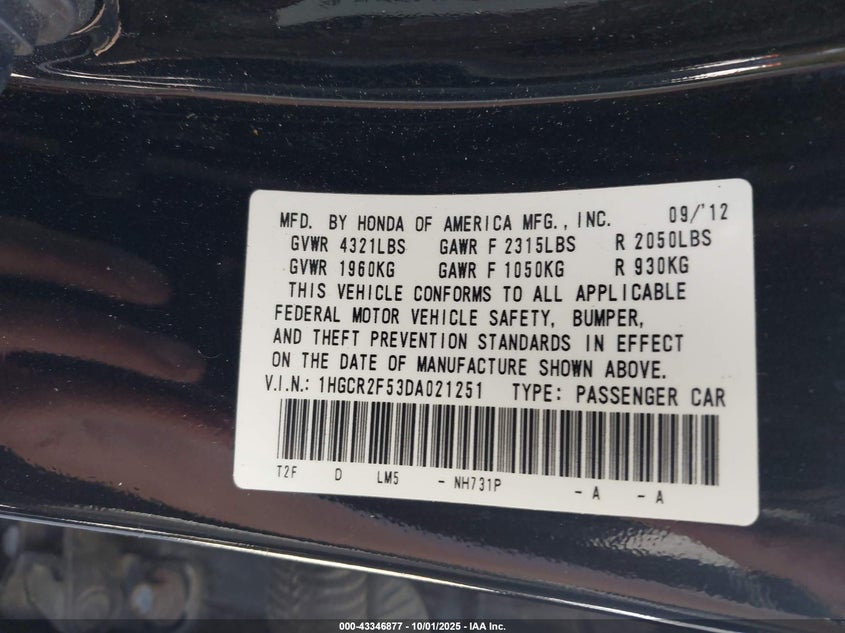 MFD. BY HONDA OF AMERICA MFG., INC. 09/'12
GVWR 4321LBS GAWR F 2315LBS R 2050LBS
GVWR 1960KG GAWR F 1050KG R 930KG
THIS VEHICLE CONFORMS TO ALL APPLICABLE
FEDERAL MOTOR VEHICLE SAFETY, BUMPER,
AND THEFT PREVENTION STANDARDS IN EFFECT
ON THE DATE OF MANUFACTURE SHOWN ABOVE.
V.I.N.: 1HGCR2F53DA021251 TYPE: PASSENGER CAR
T2F D LM5 - NH731P - A - A
000-43346877 - 10/01/2025 - IAA Inc.